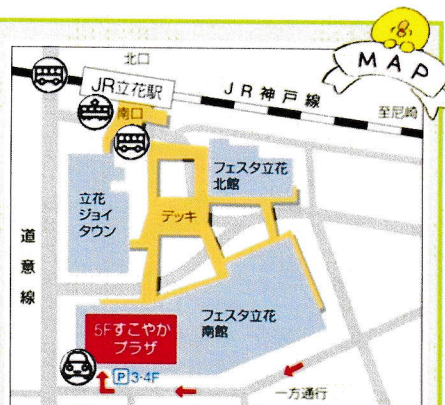 MAP
北口
JR立花駅
JR神戸線
至尼崎
南口
フェスタ立花
北館
立花
ジョイ
タウン
デッキ
道意線
フェスタ立花
南館
5Fすこやか
プラザ
P 3・4F
一方通行